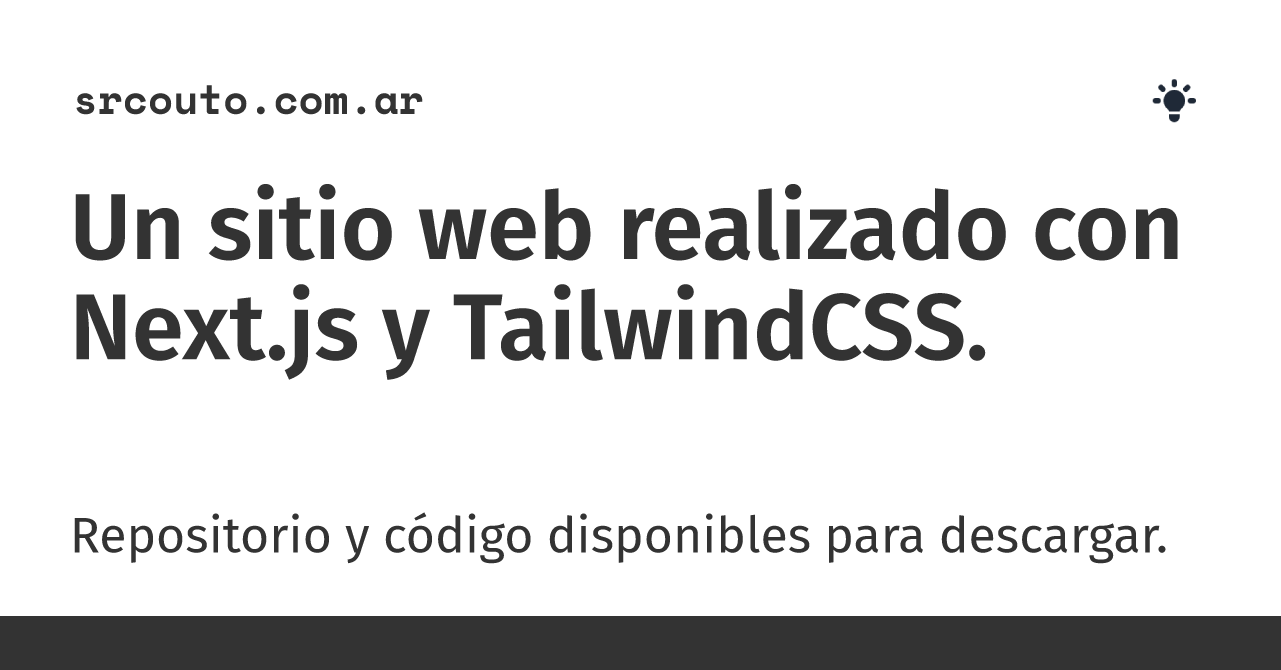 srcouto.com.ar
Un sitio web realizado con
Next.js y TailwindCSS.
Repositorio y código disponibles para descargar.